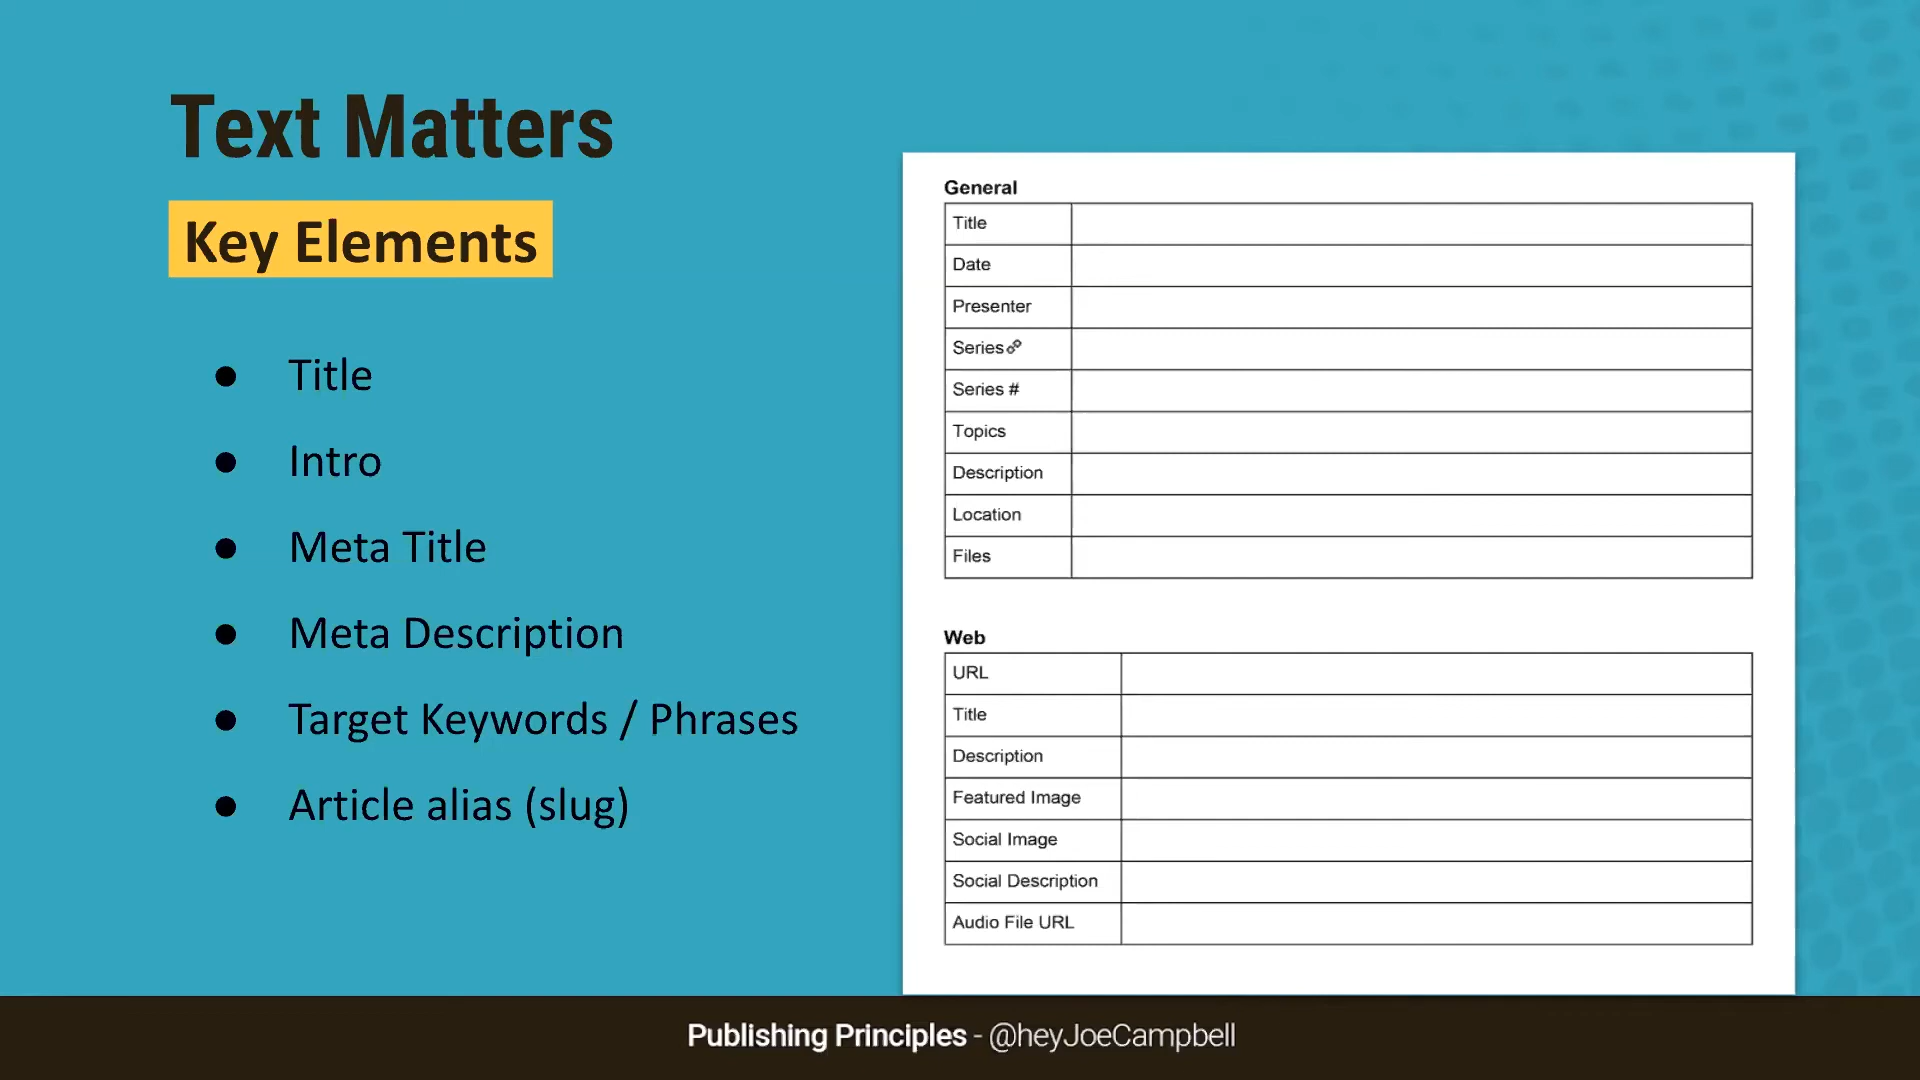 Text Matters
Key Elements
● Title
● Intro
● Meta Title
● Meta Description
● Target Keywords / Phrases
● Article alias (slug)
General
Title
Date
Presenter
Series
Series #
Topics
Description
Location
Files
Web
URL
Title
Description
Featured Image
Social Image
Social Description
Audio File URL
Publishing Principles - @heyJoeCampbell